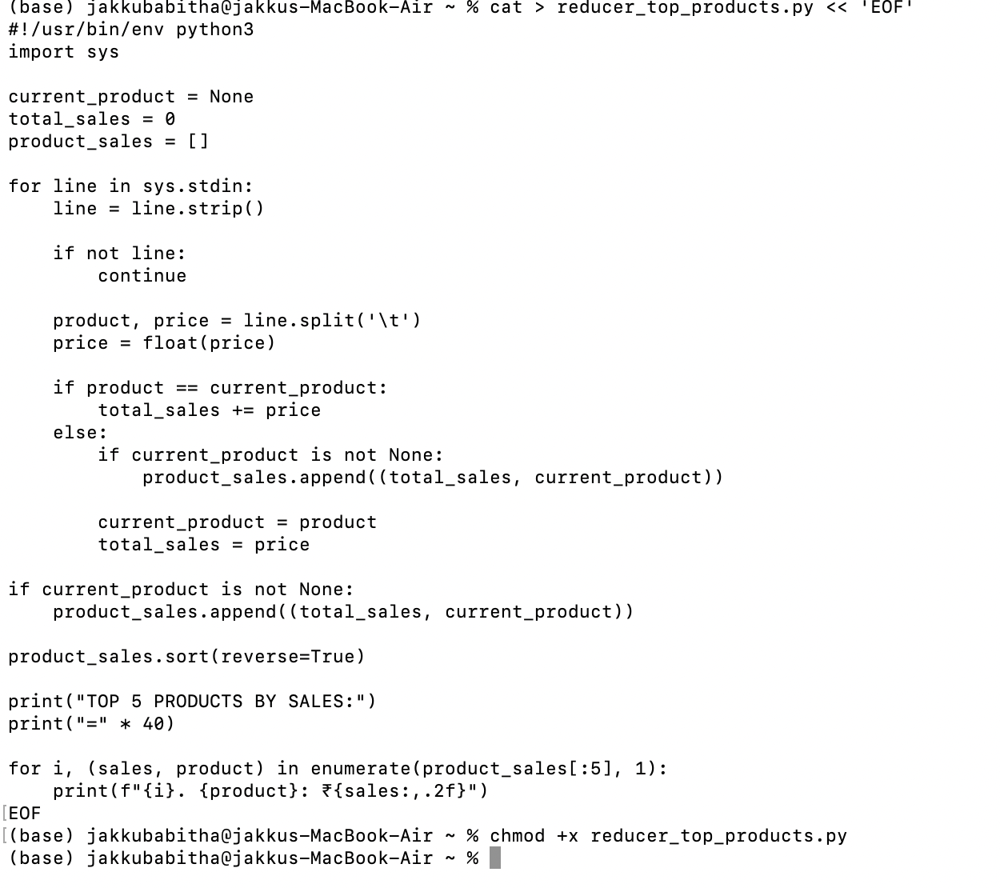 (base) jakkubabitha@jakkus-MacBook-Air ~ % cat > reducer_top_products.py << 'EOF'
#!/usr/bin/env python3
import sys

current_product = None
total_sales = 0
product_sales = []

for line in sys.stdin:
    line = line.strip()

    if not line:
        continue

    product, price = line.split('\t')
    price = float(price)

    if product == current_product:
        total_sales += price
    else:
        if current_product is not None:
            product_sales.append((total_sales, current_product))

        current_product = product
        total_sales = price

if current_product is not None:
    product_sales.append((total_sales, current_product))

product_sales.sort(reverse=True)

print("TOP 5 PRODUCTS BY SALES:")
print("=" * 40)

for i, (sales, product) in enumerate(product_sales[:5], 1):
    print(f"{i}. {product}: ₹{sales:,.2f}")
[EOF
[(base) jakkubabitha@jakkus-MacBook-Air ~ % chmod +x reducer_top_products.py
(base) jakkubabitha@jakkus-MacBook-Air ~ %